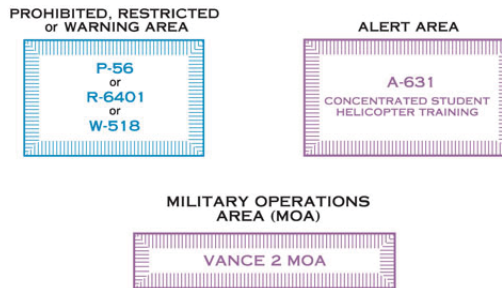 PROHIBITED, RESTRICTED
or WARNING AREA
P-56
or
R-6401
or
W-518
ALERT AREA
A-631
CONCENTRATED STUDENT
HELICOPTER TRAINING
MILITARY OPERATIONS
AREA (MOA)
VANCE 2 MOA